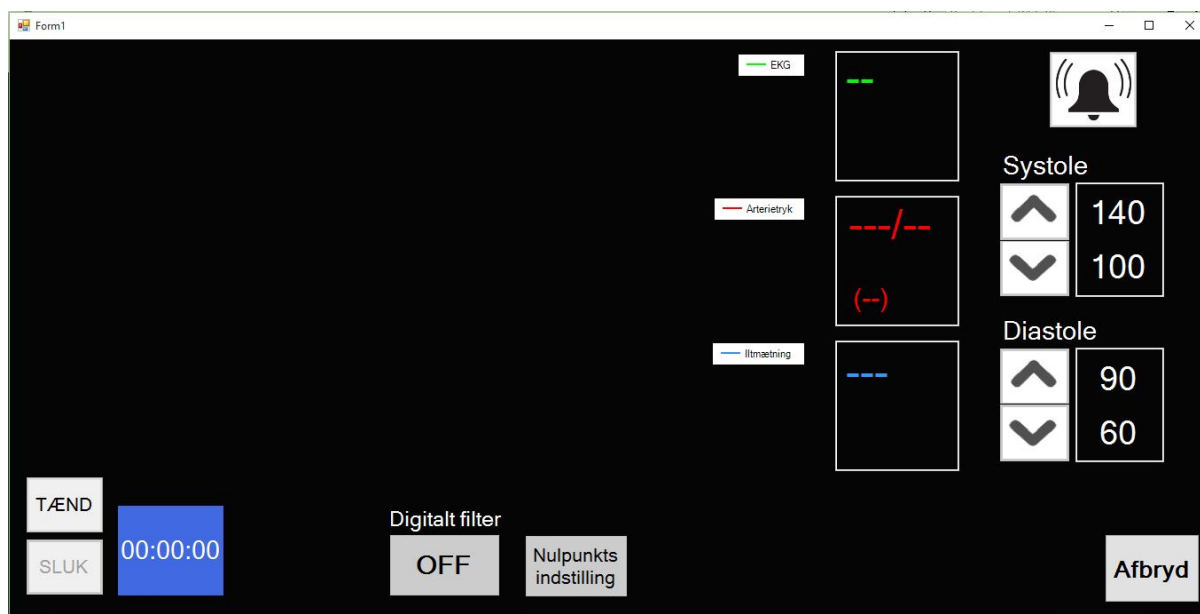 Form1
EKG
--
Arterietryk
---/--
(--)
Iltmætning
---
Systole
140
100
Diastole
90
60
TÆND
SLUK
00:00:00
Digitalt filter
OFF
Nulpunkts
indstilling
Afbryd